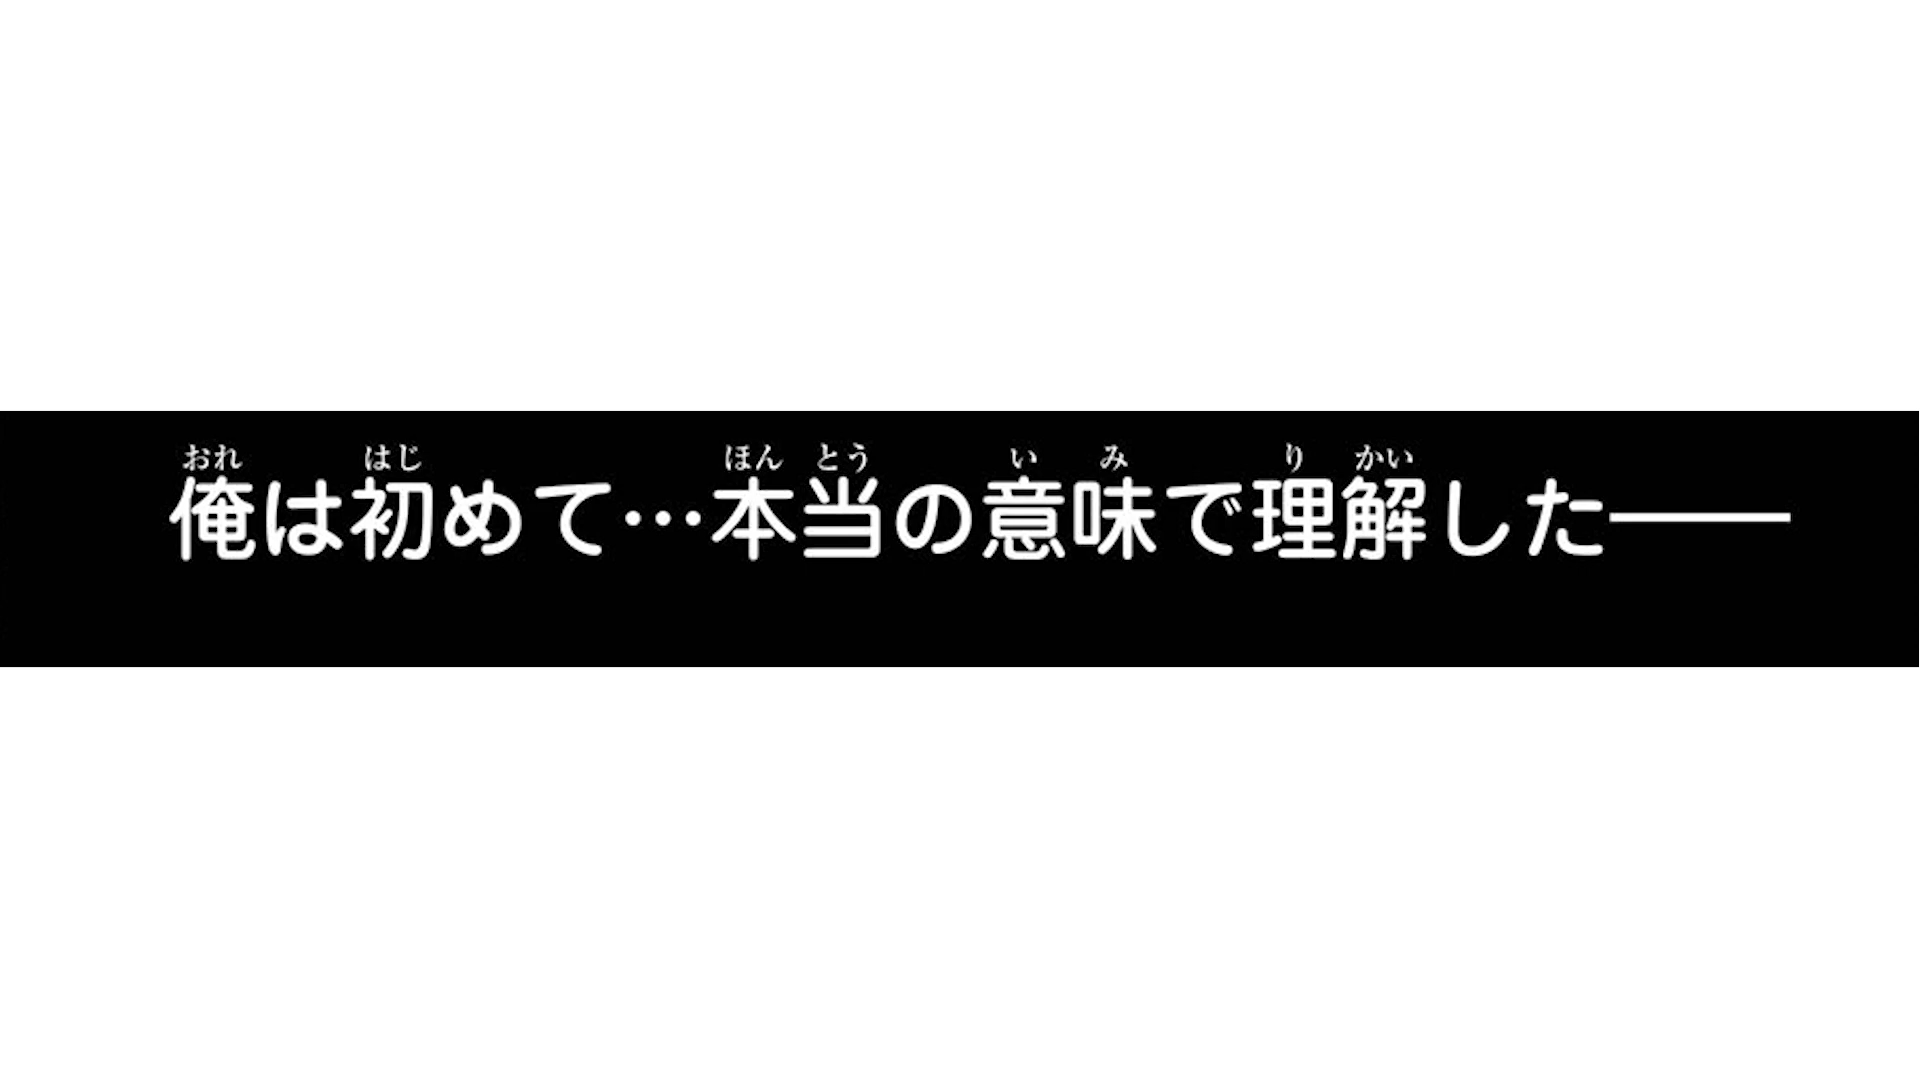 おれ はじ ほん とう い み り かい
俺は初めて…本当の意味で理解した――